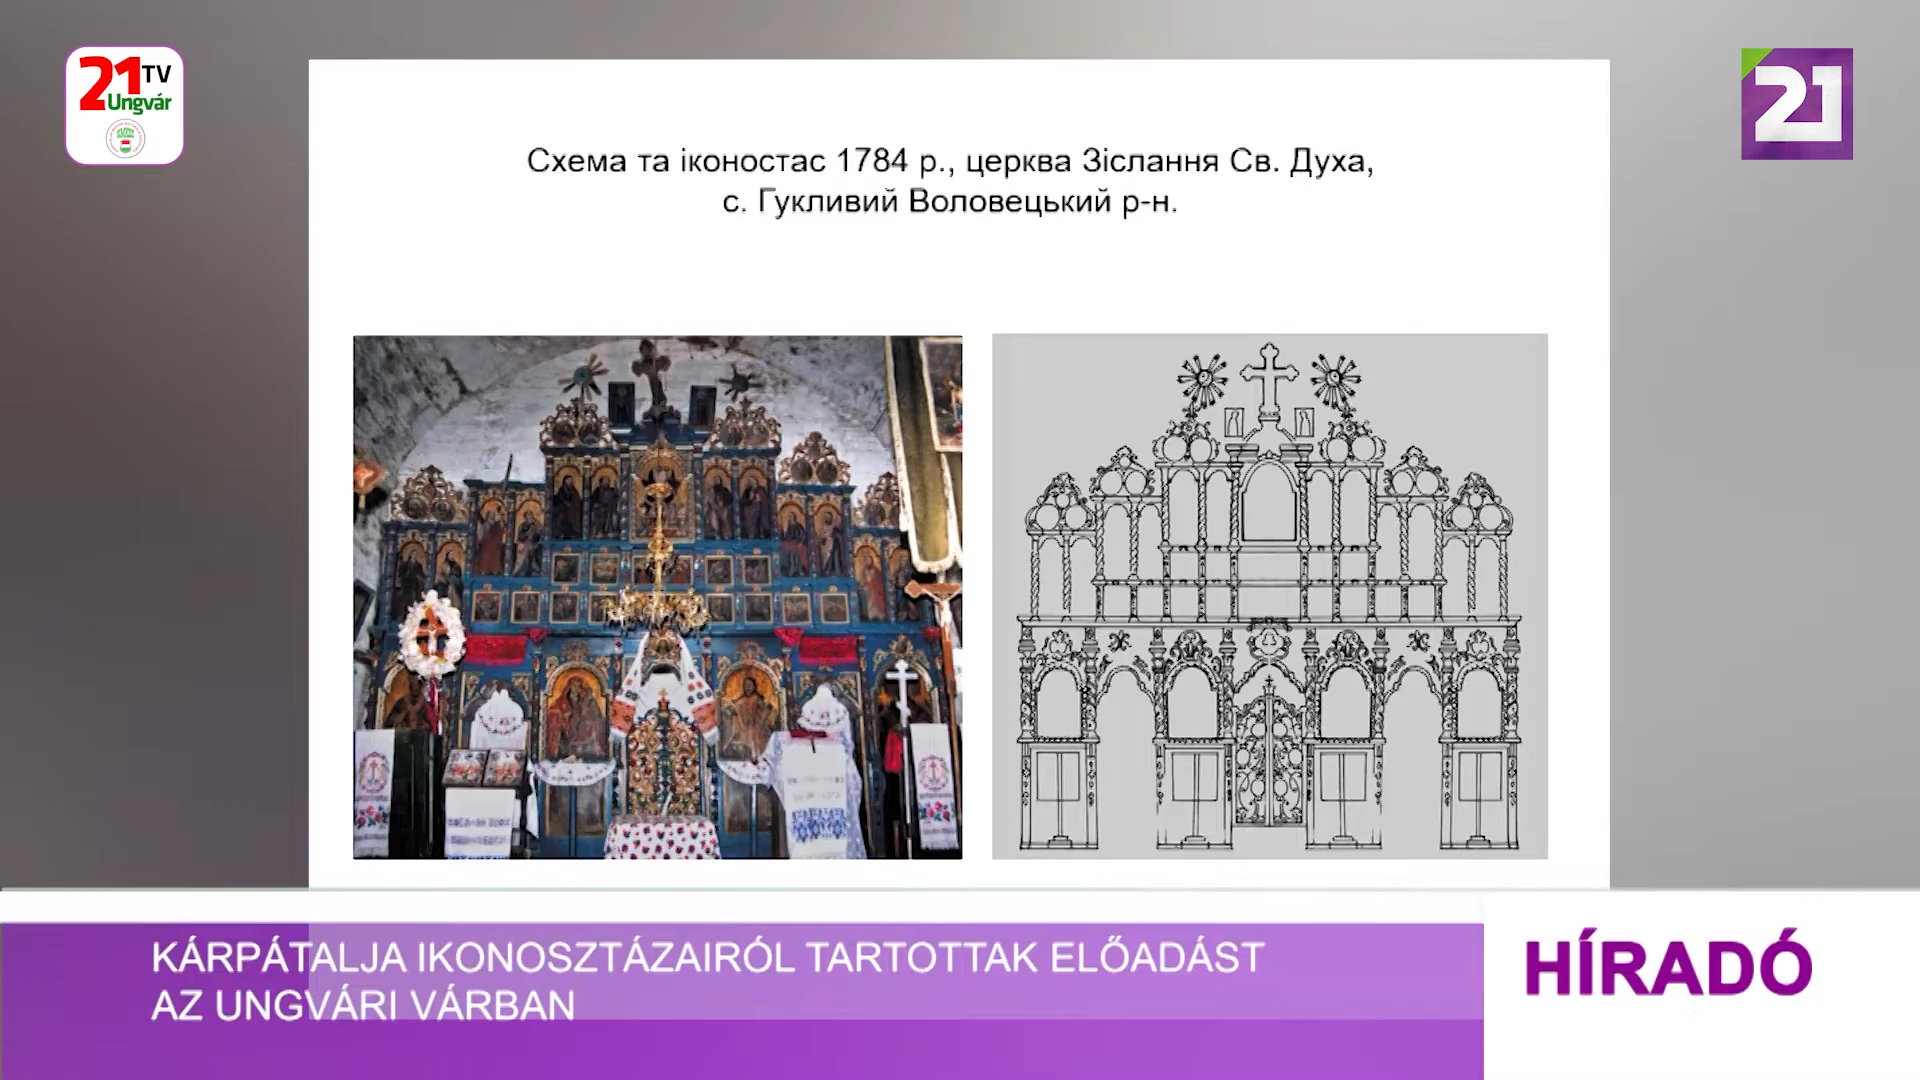 21 TV
Ungvár
21
Схема та іконостас 1784 р., церква Зіслання Св. Духа,
с. Гукливий Воловецький р-н.
KÁRPÁTALJA IKONOSZTÁZAIRÓL TARTOTTAK ELŐADÁST
AZ UNGVÁRI VÁRBAN
HÍRADÓ